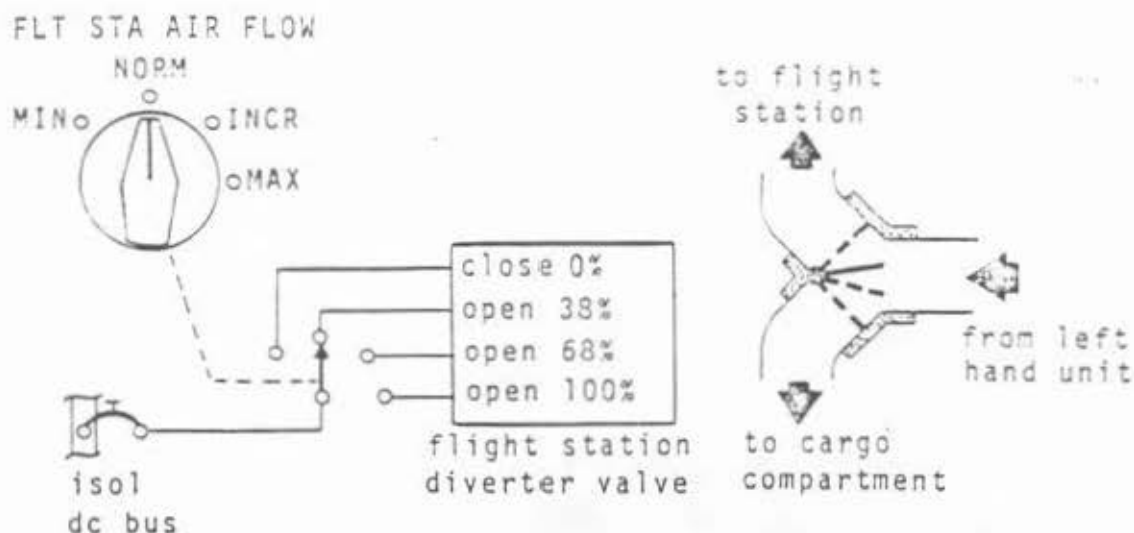 FLT STA AIR FLOW
NORM
MIN
INCR
MAX
close 0%
open 38%
open 68%
open 100%
flight station
diverter valve
isol
dc bus
to flight
station
from left
hand unit
to cargo
compartment